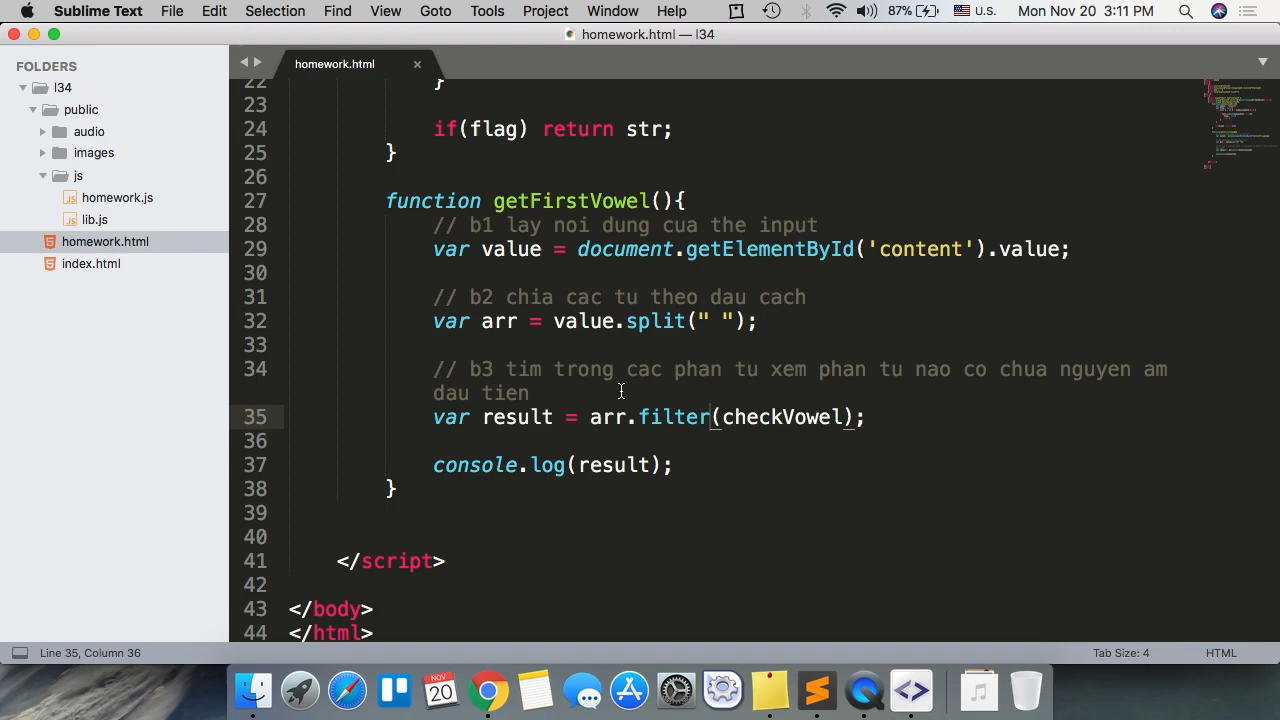 Sublime Text File Edit Selection Find View Goto Tools Project Window Help 87% U.S. Mon Nov 20 3:11 PM
homework.html — l34
FOLDERS
l34
public
audio
images
js
homework.js
lib.js
homework.html
index.html
homework.html ×
22 }
23
24 if(flag) return str;
25 }
26
27 function getFirstVowel(){
28 // b1 lay noi dung cua the input
29 var value = document.getElementById('content').value;
30
31 // b2 chia cac tu theo dau cach
32 var arr = value.split(" ");
33
34 // b3 tim trong cac phan tu xem phan tu nao co chua nguyen am
dau tien
35 var result = arr.filter(checkVowel);
36
37 console.log(result);
38 }
39
40
41 </script>
42
43 </body>
44 </html>
Line 35, Column 36 Tab Size: 4 HTML
NOV
20